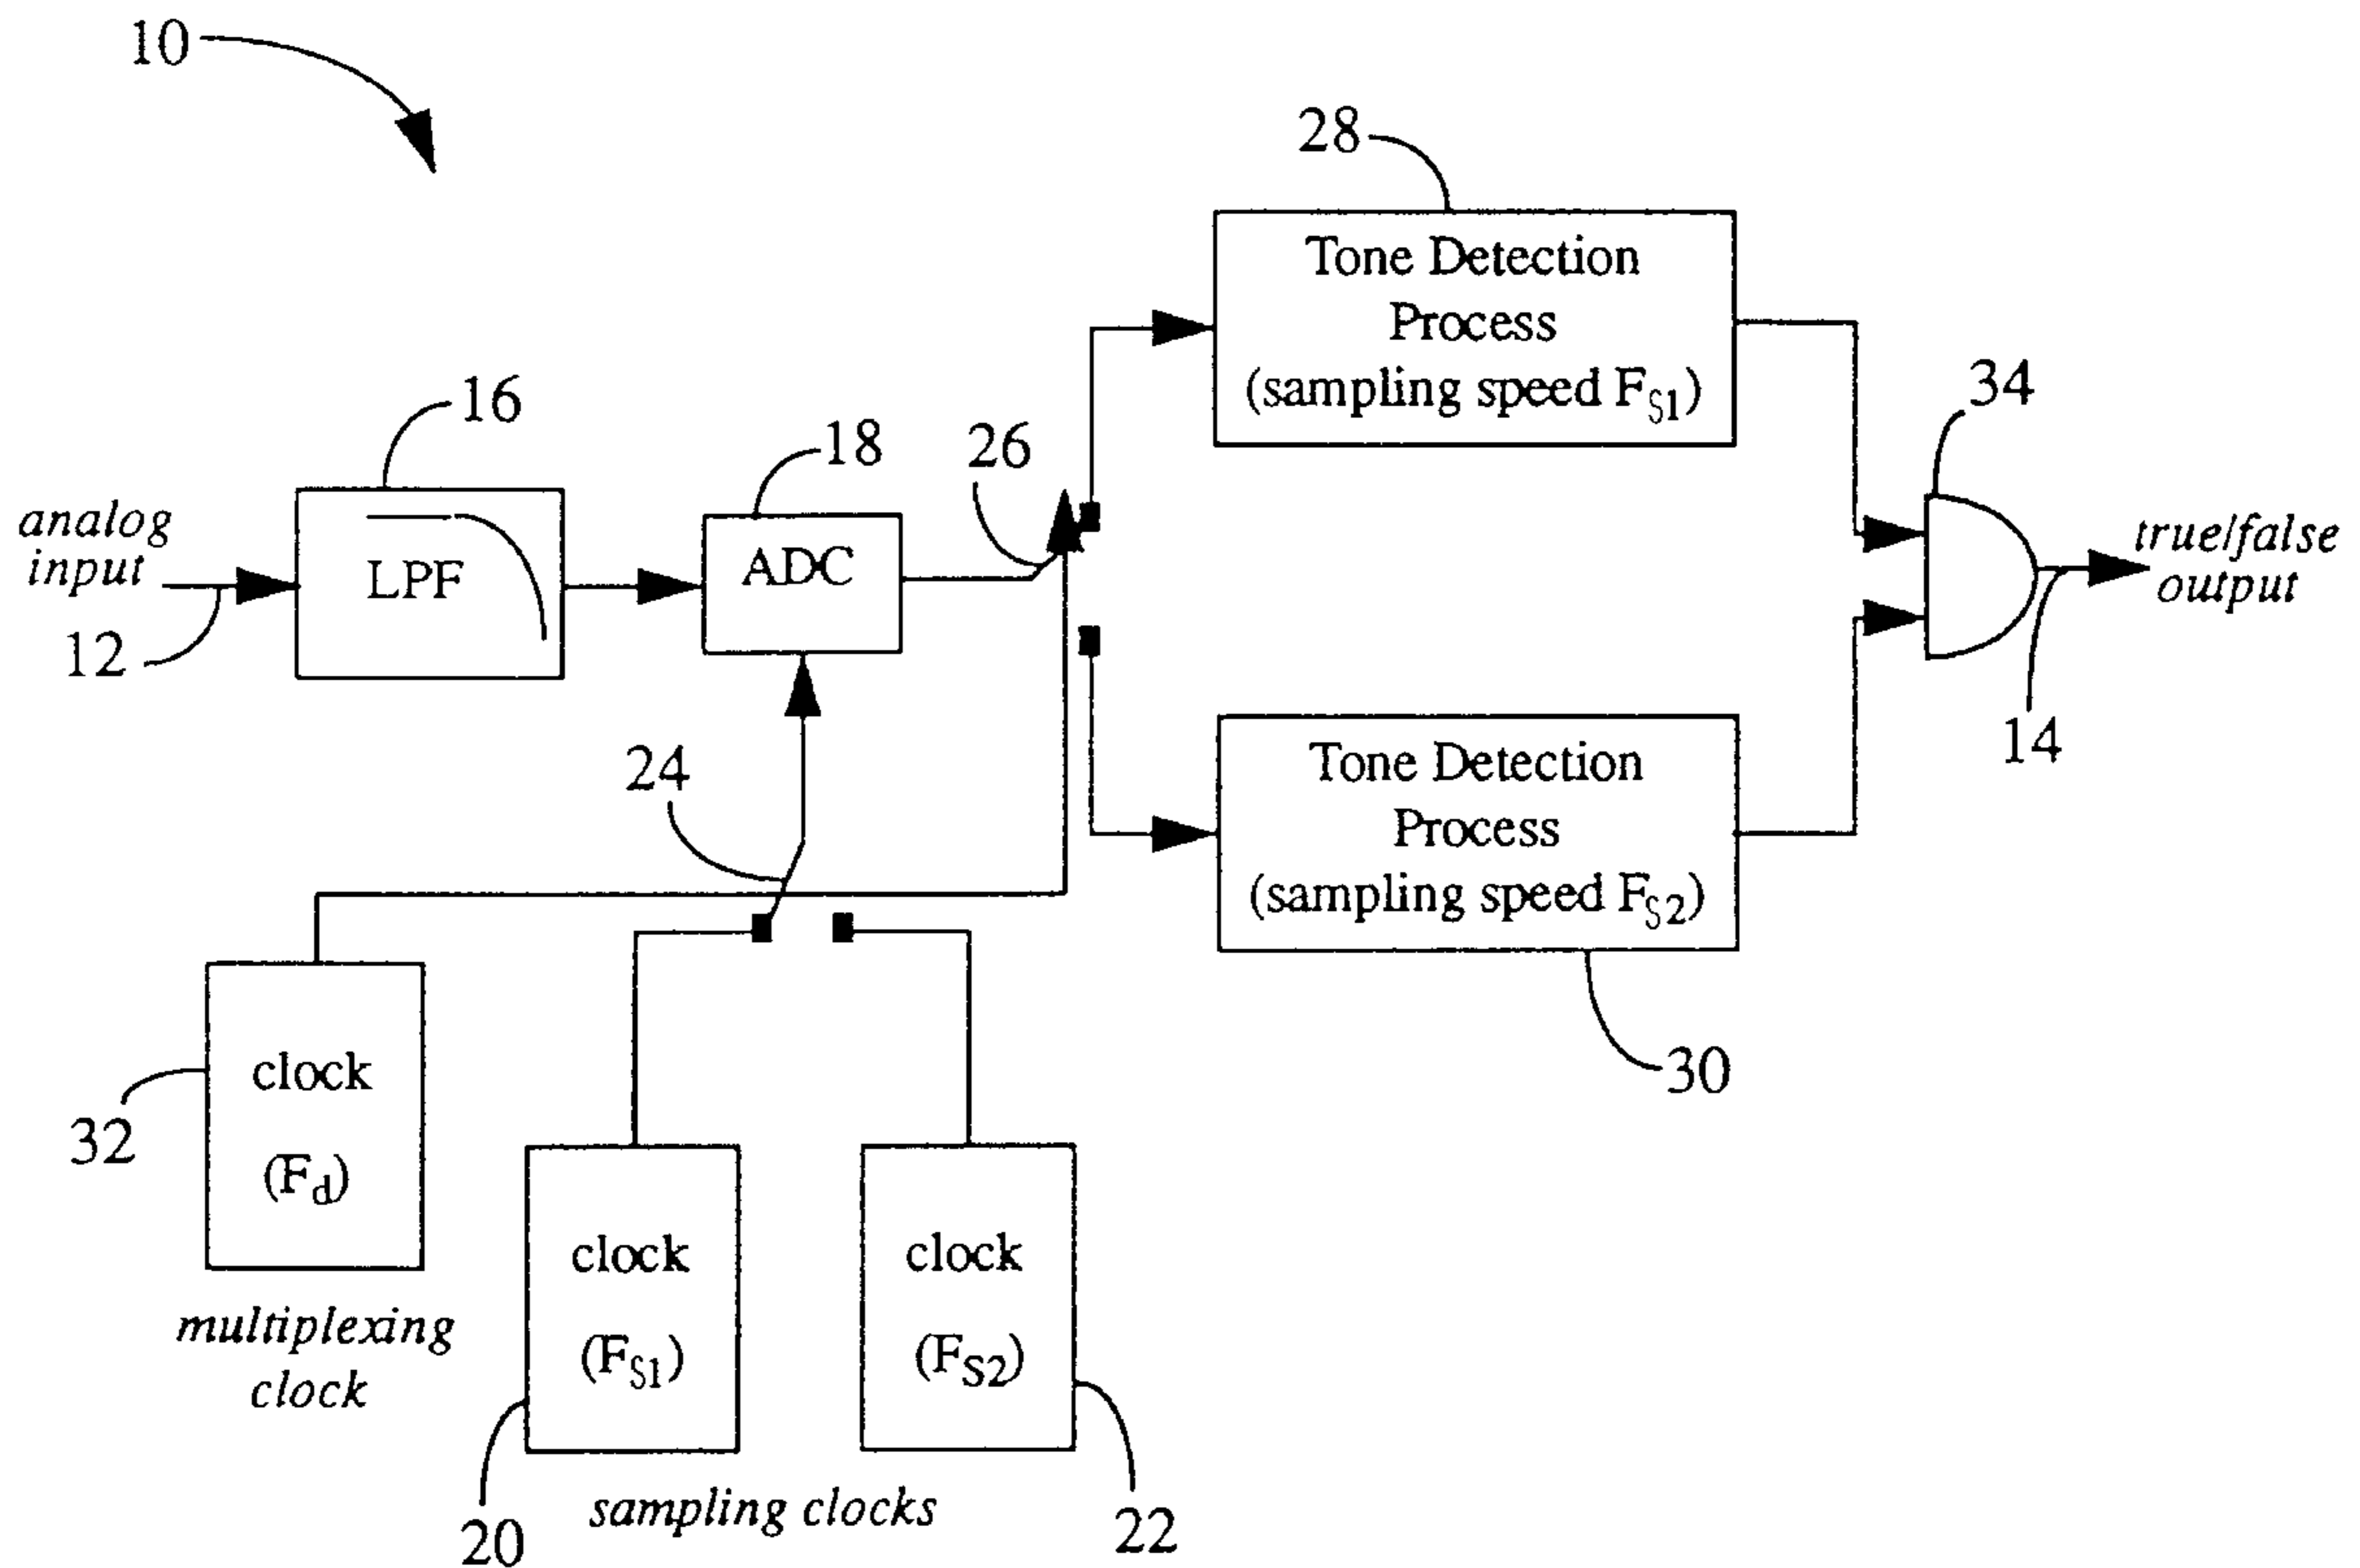 10
28
Tone Detection
Process
(sampling speed FS1)
34
16
18
26
analog
input
LPF
ADC
true/false
output
12
14
24
Tone Detection
Process
(sampling speed FS2)
30
clock
(Fd)
32
multiplexing
clock
clock
(FS1)
clock
(FS2)
20
sampling clocks
22